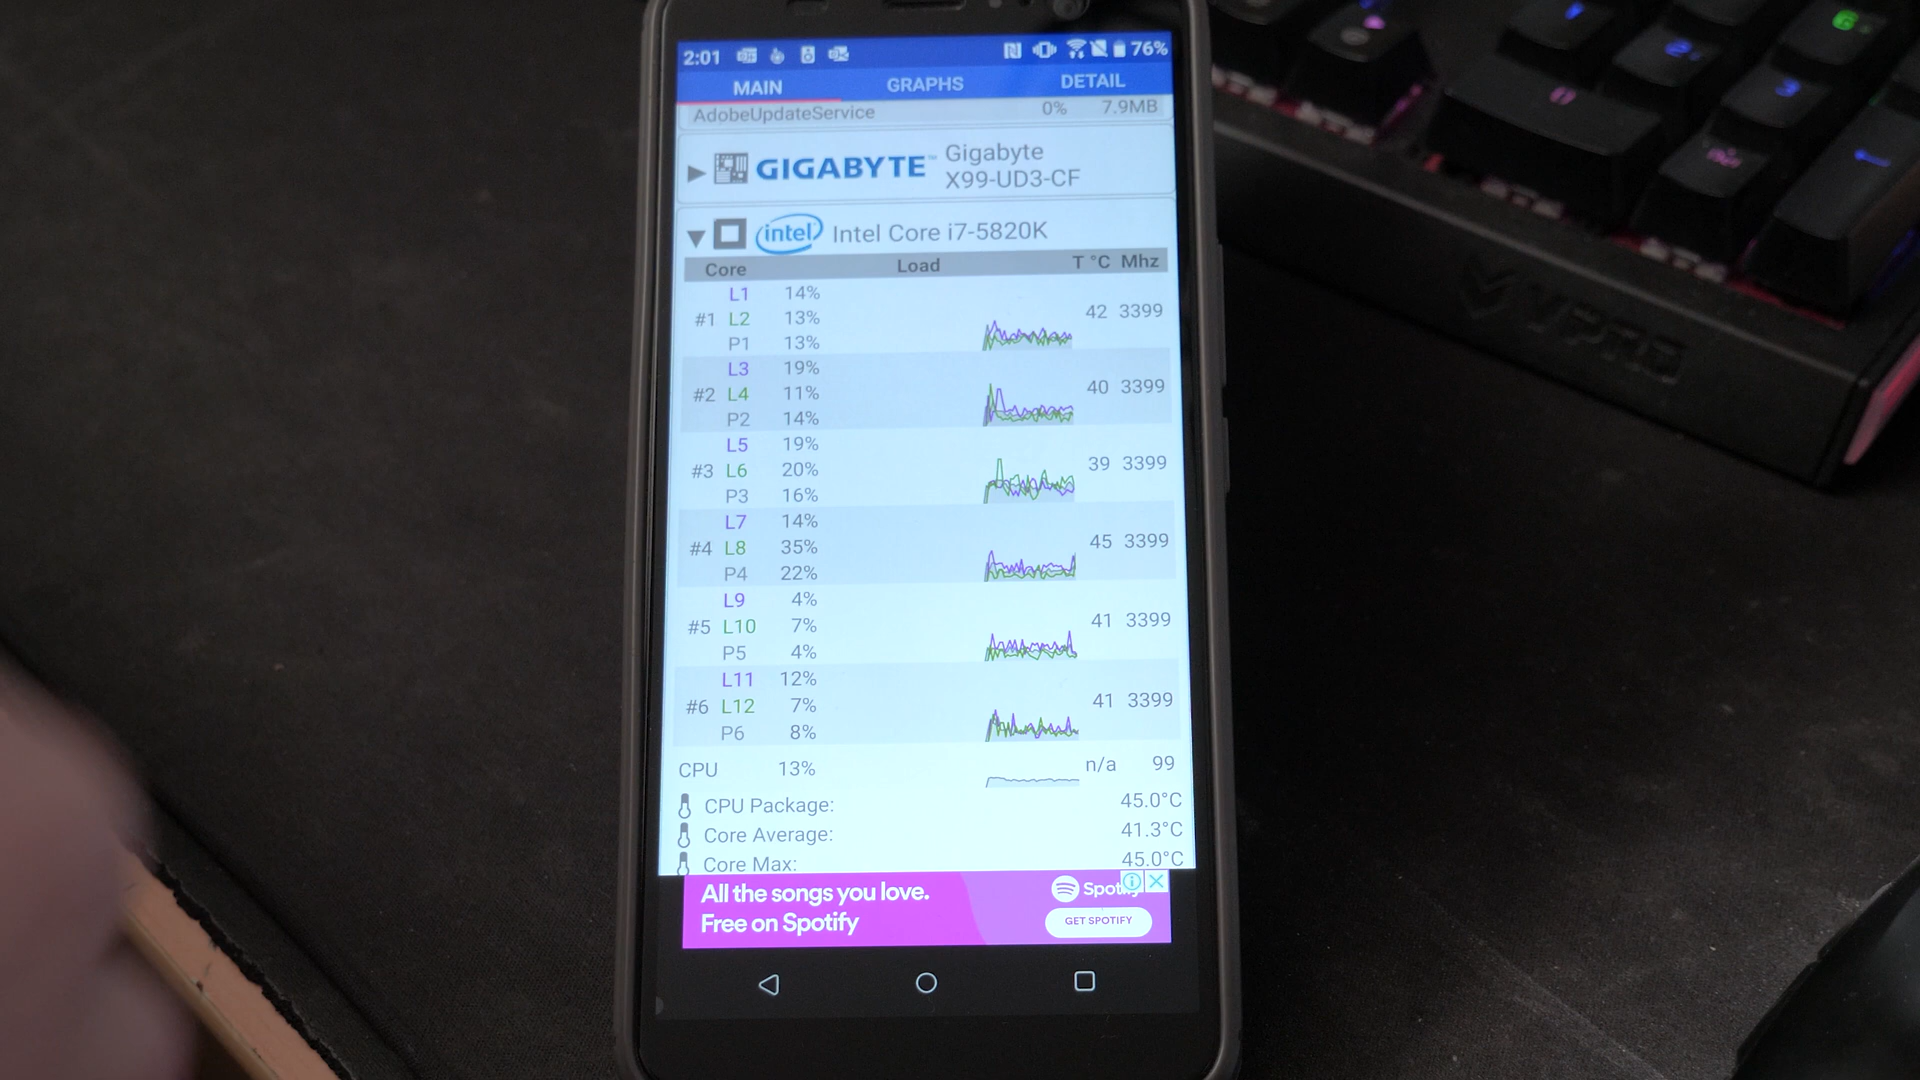 2:01 76%
MAIN GRAPHS DETAIL
AdobeUpdateService 0% 7.9MB
GIGABYTE™ Gigabyte
X99-UD3-CF
intel Intel Core i7-5820K
Core Load T °C Mhz
L1 14%
#1 L2 13% 42 3399
P1 13%
L3 19%
#2 L4 11% 40 3399
P2 14%
L5 19%
#3 L6 20% 39 3399
P3 16%
L7 14%
#4 L8 35% 45 3399
P4 22%
L9 4%
#5 L10 7% 41 3399
P5 4%
L11 12%
#6 L12 7% 41 3399
P6 8%
CPU 13% n/a 99
CPU Package: 45.0°C
Core Average: 41.3°C
Core Max: 45.0°C
All the songs you love.
Free on Spotify
GET SPOTIFY
VPRO